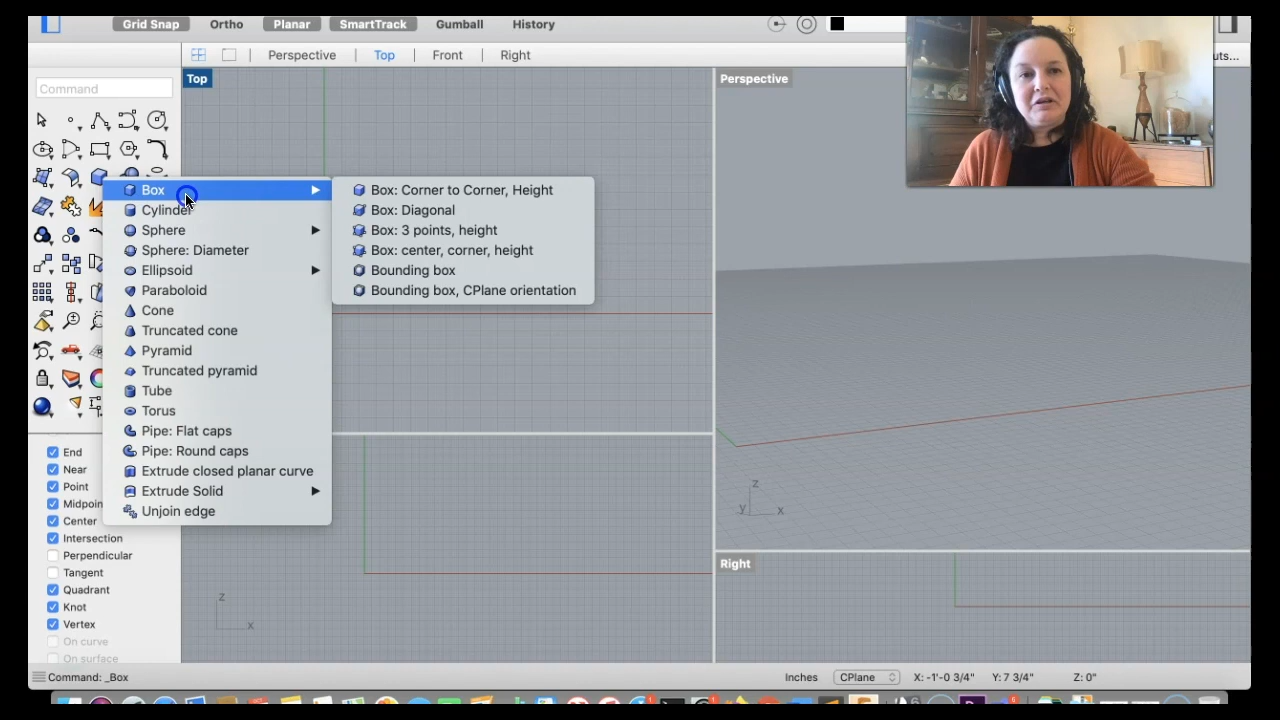 Grid Snap Ortho Planar SmartTrack Gumball History
Perspective Top Front Right
uts...
Command
Top
Perspective
Box
Cylinder
Sphere
Sphere: Diameter
Ellipsoid
Paraboloid
Cone
Truncated cone
Pyramid
Truncated pyramid
Tube
Torus
Pipe: Flat caps
Pipe: Round caps
Extrude closed planar curve
Extrude Solid
Unjoin edge
Box: Corner to Corner, Height
Box: Diagonal
Box: 3 points, height
Box: center, corner, height
Bounding box
Bounding box, CPlane orientation
z
y x
Right
z
x
End
Near
Point
Midpoin
Center
Intersection
Perpendicular
Tangent
Quadrant
Knot
Vertex
On curve
On surface
Command: _Box Inches CPlane X: -1'-0 3/4" Y: 7 3/4" Z: 0"